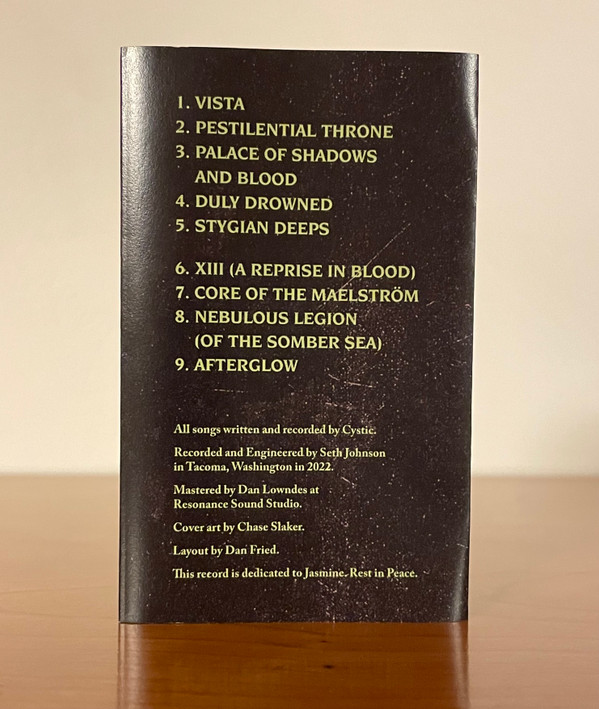 1. VISTA
2. PESTILENTIAL THRONE
3. PALACE OF SHADOWS
AND BLOOD
4. DULY DROWNED
5. STYGIAN DEEPS
6. XIII (A REPRISE IN BLOOD)
7. CORE OF THE MAELSTRÖM
8. NEBULOUS LEGION
(OF THE SOMBER SEA)
9. AFTERGLOW
All songs written and recorded by Cystic.
Recorded and Engineered by Seth Johnson
in Tacoma, Washington in 2022.
Mastered by Dan Lowndes at
Resonance Sound Studio.
Cover art by Chase Slaker.
Layout by Dan Fried.
This record is dedicated to Jasmine. Rest in Peace.